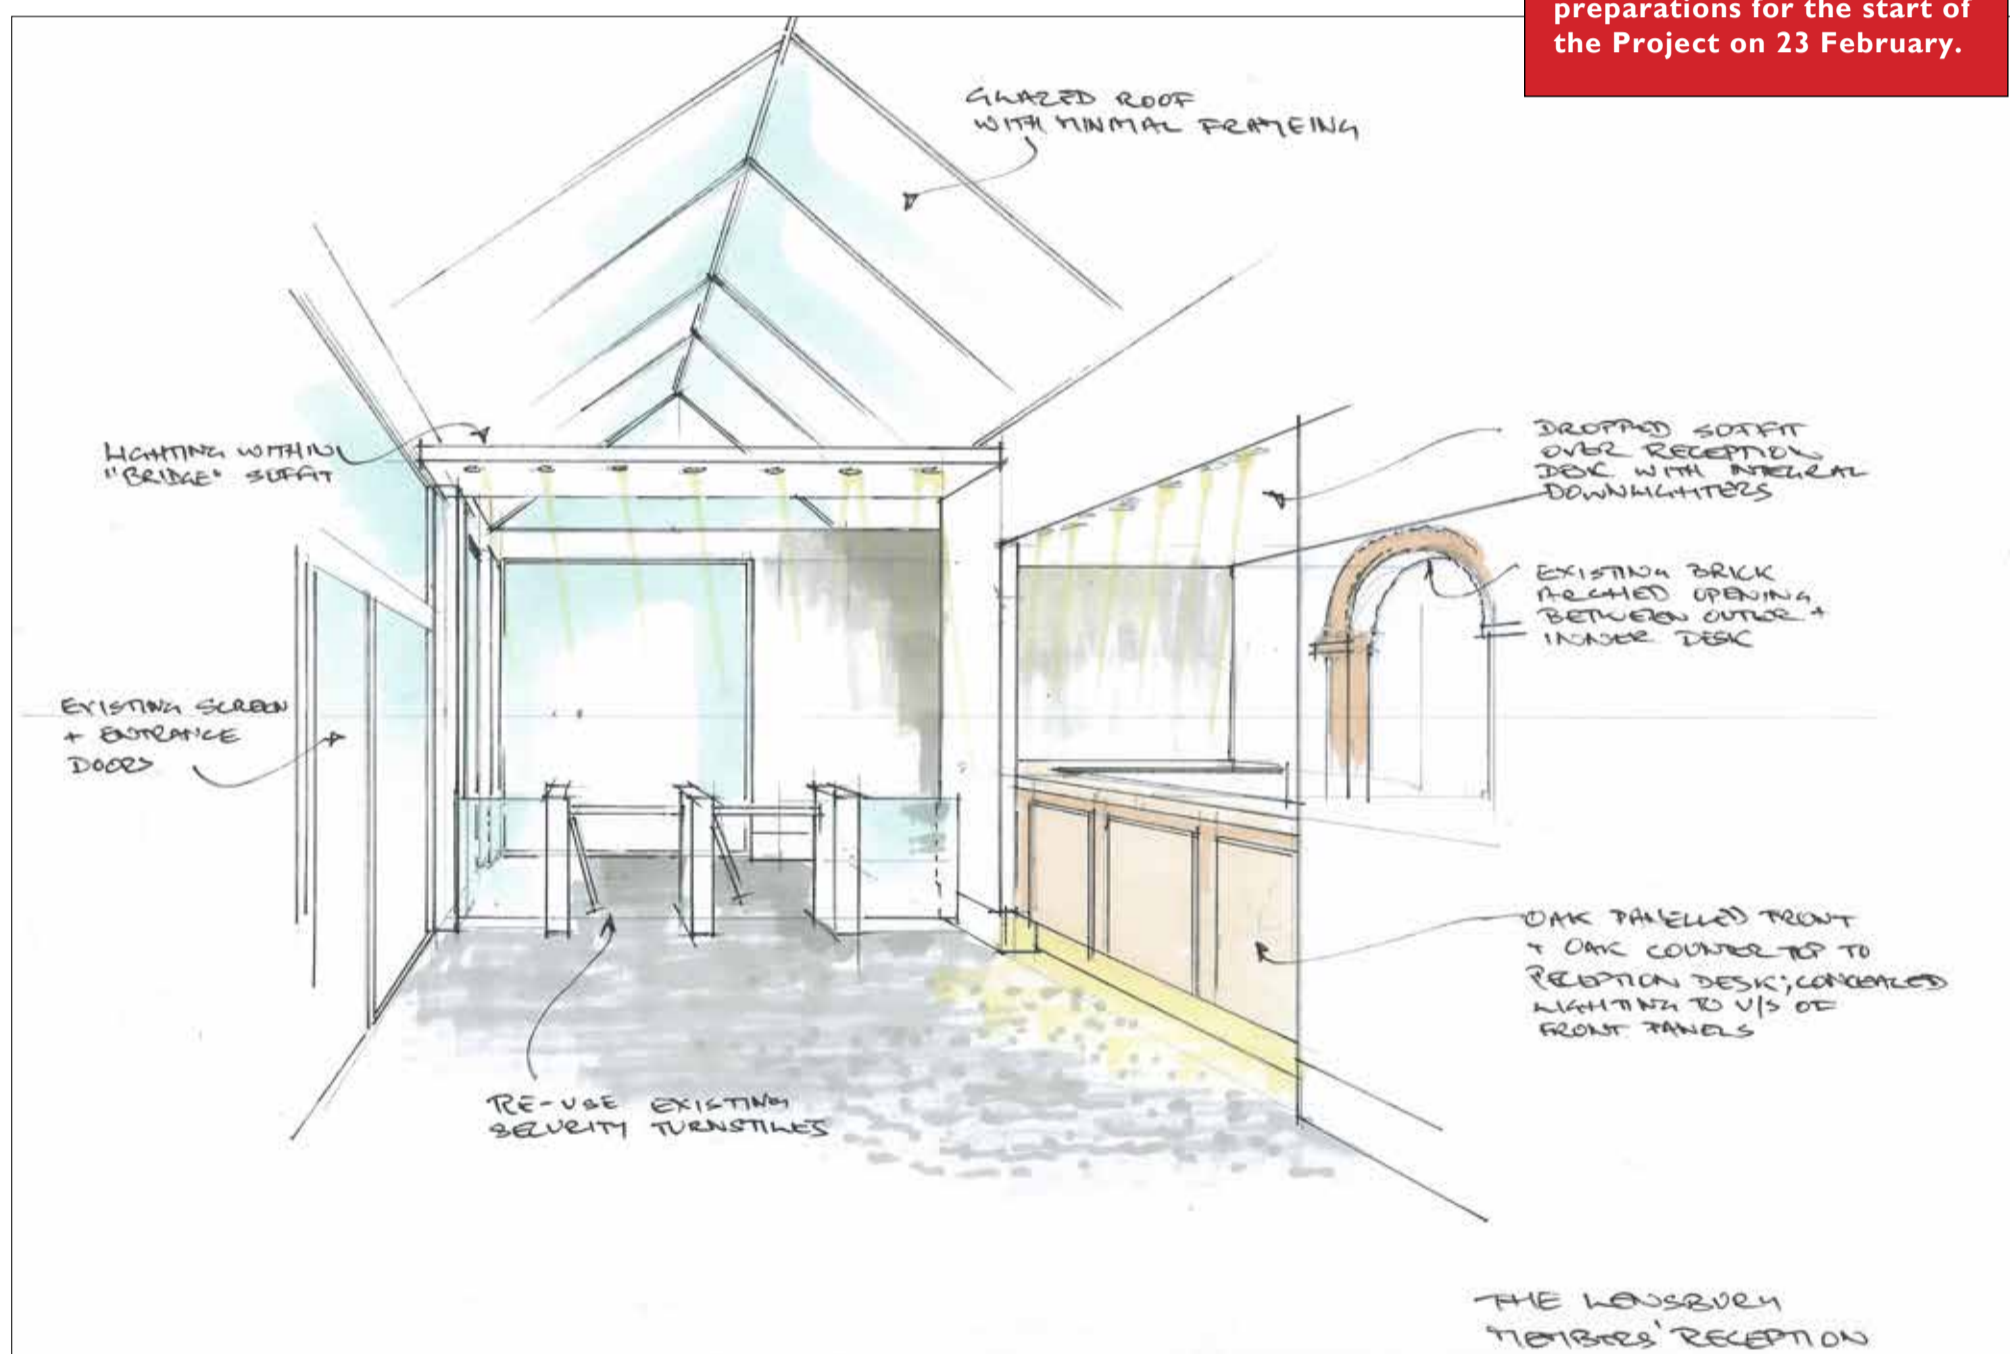 preparations for the start of
the Project on 23 February.
GLAZED ROOF
WITH MINIMAL FRAMEING
LIGHTING WITHIN
"BRIDGE" SOFFIT
DROPPED SOFFIT
OVER RECEPTION
DESK WITH INTEGRAL
DOWNLIGHTERS
EXISTING BRICK
ARCHED OPENING
BETWEEN OUTER +
INNER DESK
EXISTING SCREEN
+ ENTRANCE
DOORS
OAK PANELLED FRONT
+ OAK COUNTER TOP TO
RECEPTION DESK; CONCEALED
LIGHTING TO U/S OF
FRONT PANELS
RE-USE EXISTING
SECURITY TURNSTILES
THE LENSBURY
MEMBERS' RECEPTION